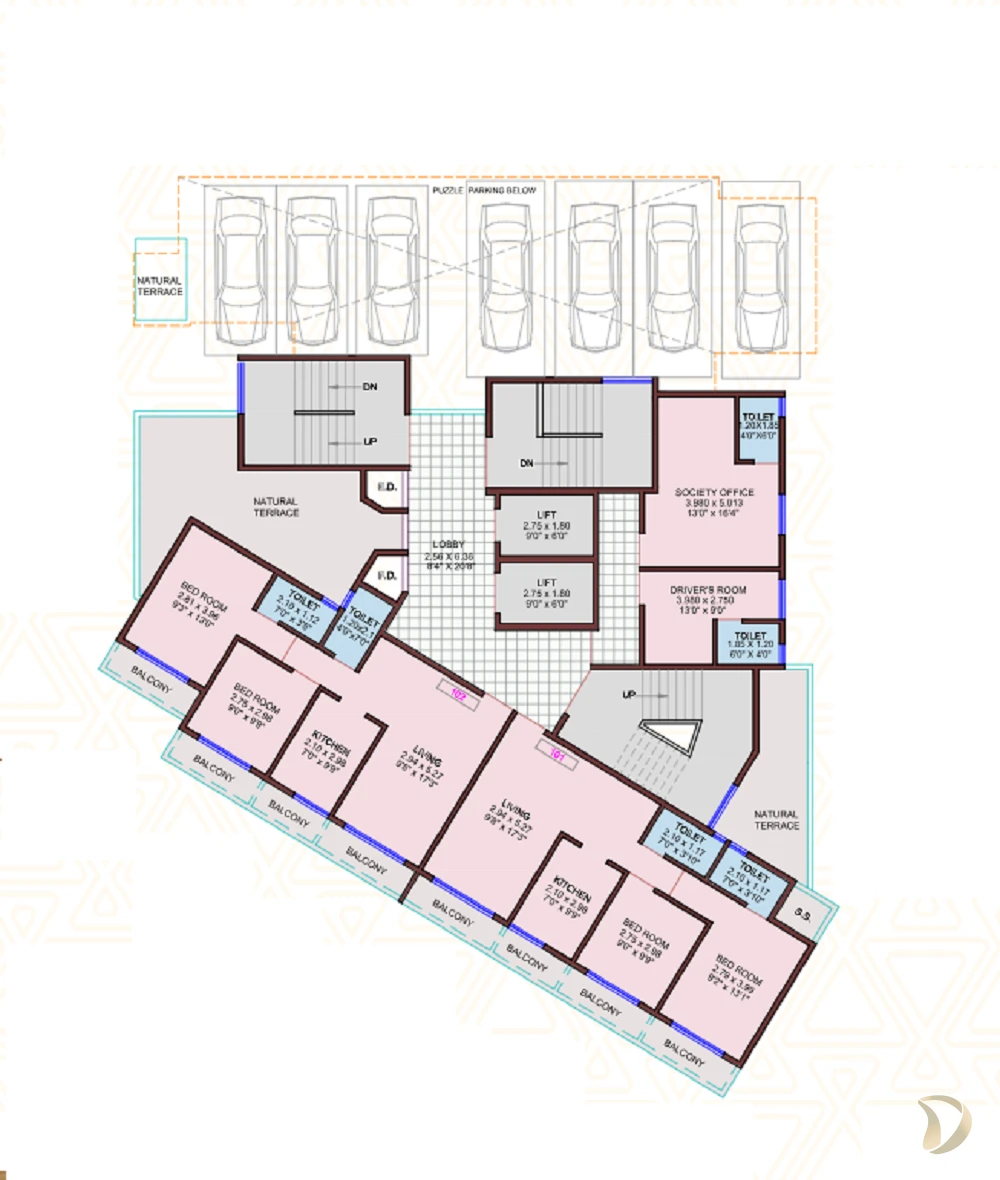 PUZZLE PARKING BELOW
NATURAL
TERRACE
DN
UP
DN
TOILET
1.20X1.85
4'0"X6'0"
F.D.
NATURAL
TERRACE
SOCIETY OFFICE
3.980 x 5.013
13'0" x 16'4"
LIFT
2.75 x 1.80
9'0" x 6'0"
LOBBY
2.56 X 6.36
8'4" X 20'8"
F.D.
LIFT
2.75 x 1.80
9'0" x 6'0"
DRIVER'S ROOM
3.980 x 2.750
13'0" x 9'0"
BED ROOM
2.81 x 3.96
9'3" x 13'0"
TOILET
2.10 x 1.12
7'0" x 3'8"
TOILET
1.20x2.1
4'0"x7'0"
TOILET
1.85 X 1.20
6'0" X 4'0"
BALCONY
BED ROOM
2.75 x 2.98
9'0" x 9'9"
102
UP
KITCHEN
2.10 x 2.98
7'0" x 9'9"
LIVING
2.94 x 5.27
9'8" x 17'3"
101
BALCONY
LIVING
2.94 x 5.27
9'8" x 17'3"
NATURAL
TERRACE
BALCONY
TOILET
2.10 x 1.17
7'0" x 3'10"
TOILET
2.10 x 1.17
7'0" x 3'10"
BALCONY
KITCHEN
2.10 x 2.98
7'0" x 9'9"
S.S.
BALCONY
BED ROOM
2.75 x 2.98
9'0" x 9'9"
BALCONY
BED ROOM
2.79 x 3.99
9'2" x 13'1"
BALCONY
BALCONY